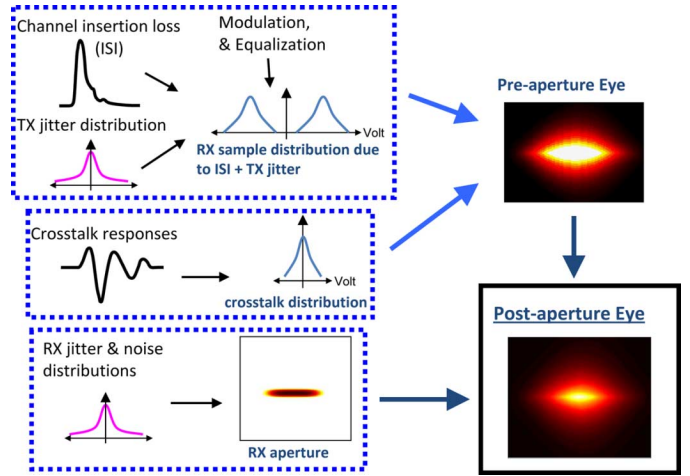 Channel insertion loss
(ISI)
Modulation,
& Equalization
TX jitter distribution
Volt
RX sample distribution due
to ISI + TX jitter
Pre-aperture Eye
Crosstalk responses
Volt
crosstalk distribution
Post-aperture Eye
RX jitter & noise
distributions
RX aperture